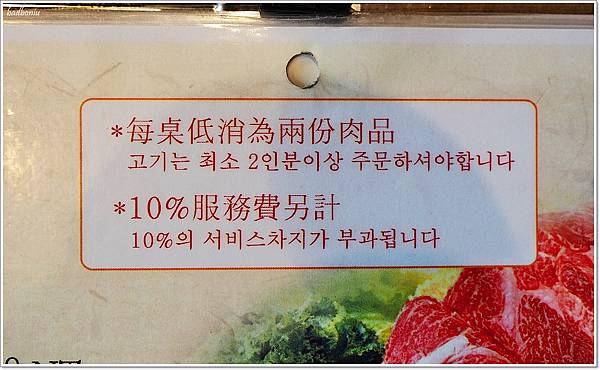 badboniu
*每桌低消為兩份肉品
고기는 최소 2인분이상 주문하셔야합니다
*10%服務費另計
10%의 서비스차지가 부과됩니다